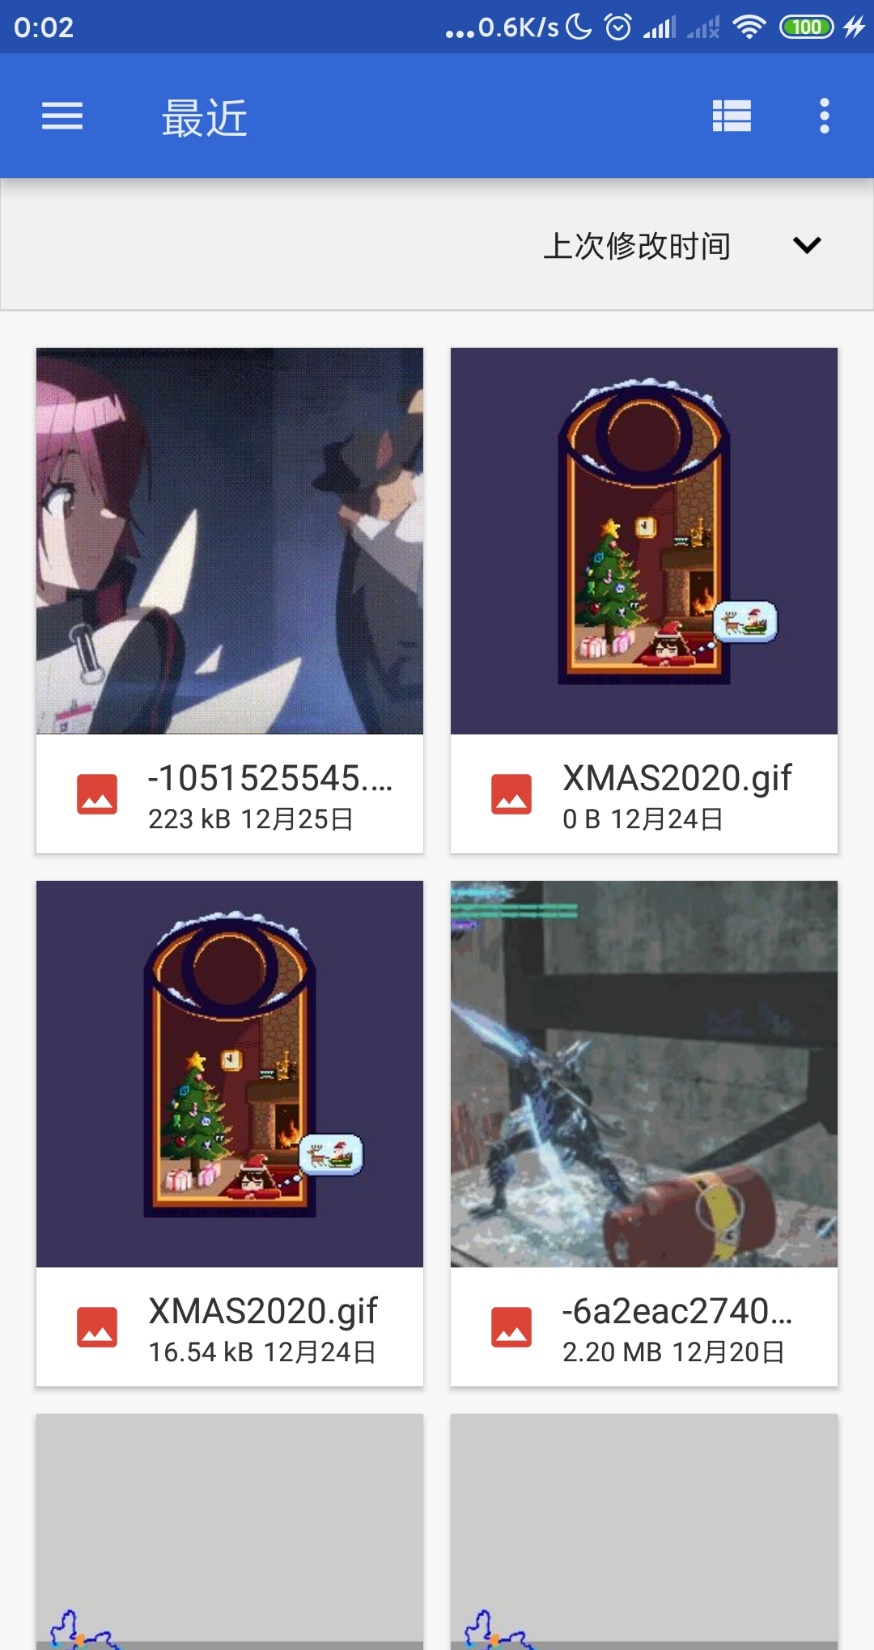 0:02
...0.6K/s 100
最近
上次修改时间
-1051525545....
223 kB 12月25日
XMAS2020.gif
0 B 12月24日
XMAS2020.gif
16.54 kB 12月24日
-6a2eac2740...
2.20 MB 12月20日